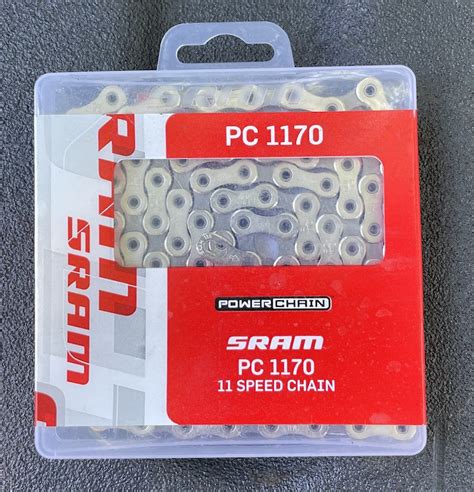 PC 1170
SRAM
POWERCHAIN
SRAM
PC 1170
11 SPEED CHAIN